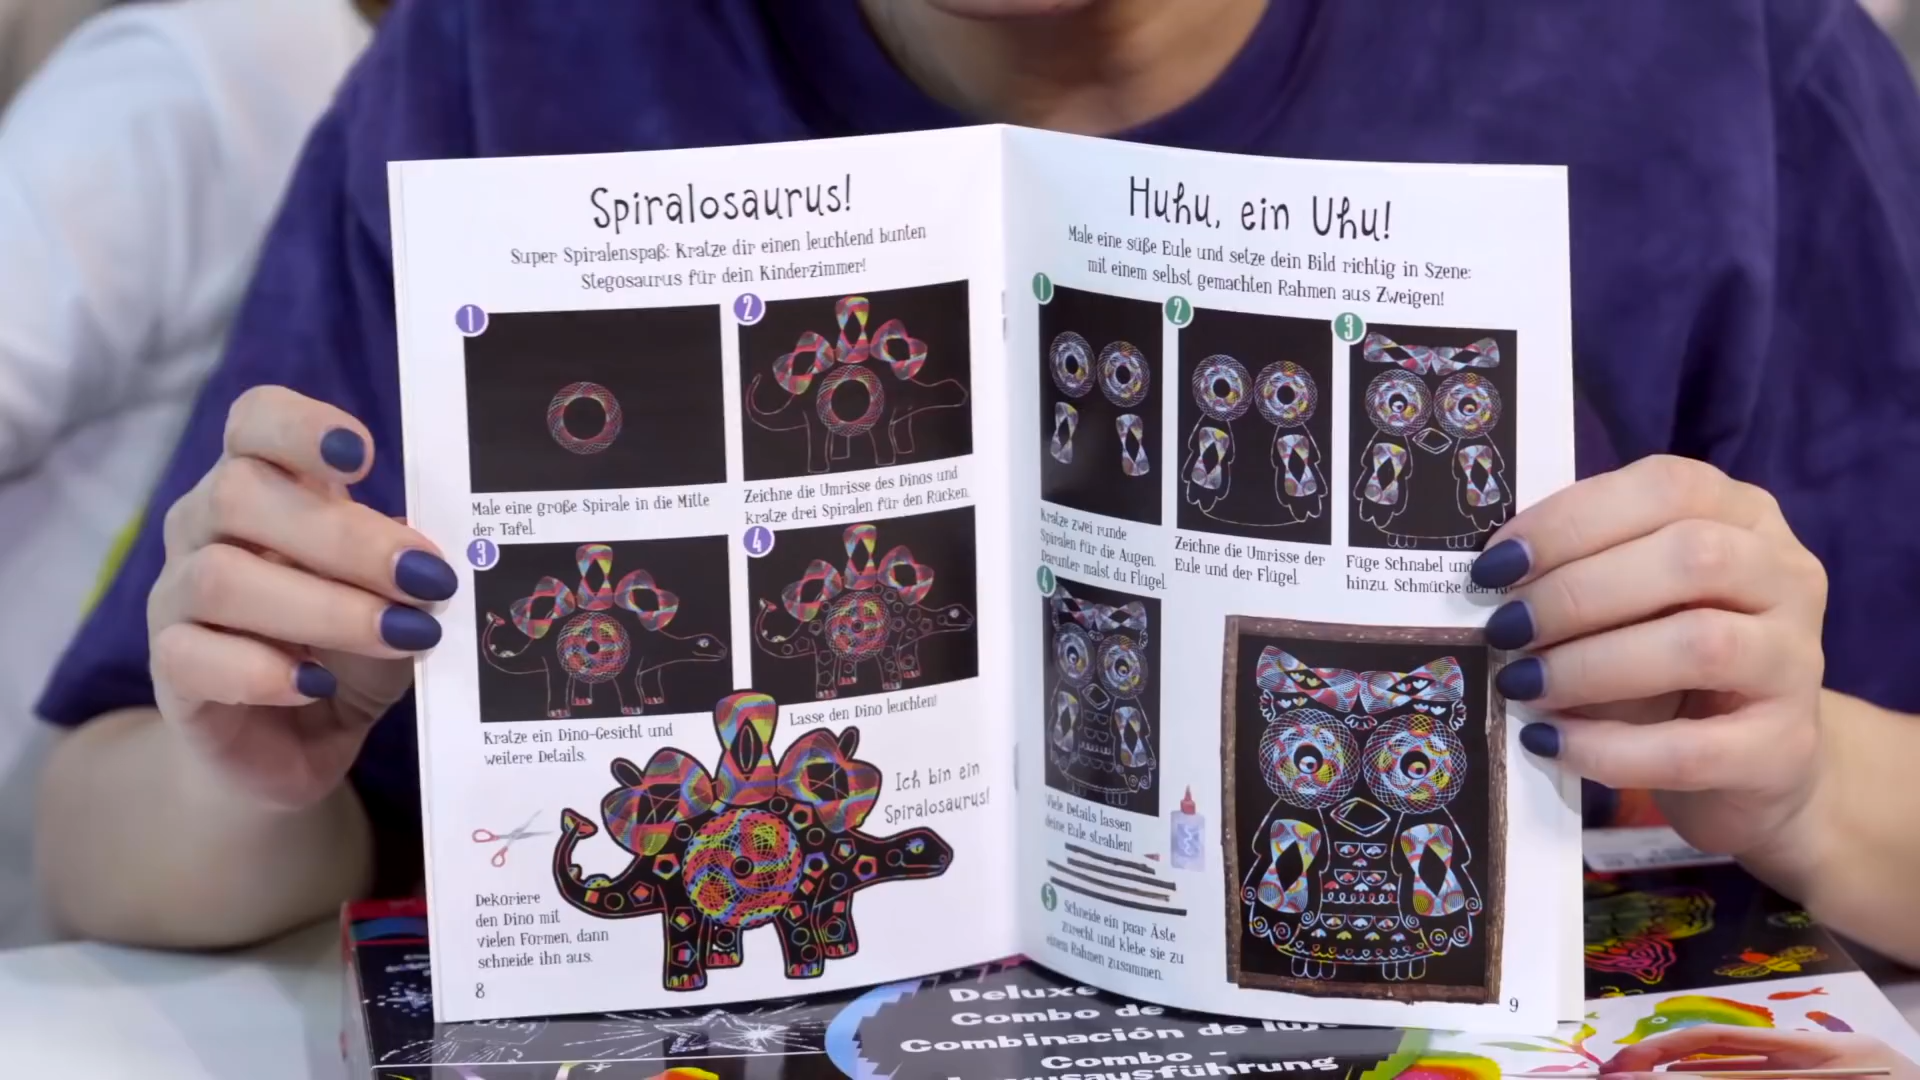 Spiralosaurus!
Super Spiralenspaß: Kratze dir einen leuchtend bunten
Stegosaurus für dein Kinderzimmer!
1
2
Male eine große Spirale in die Mitte
der Tafel.
Zeichne die Umrisse des Dinos und
kratze drei Spiralen für den Rücken.
3
4
Kratze ein Dino-Gesicht und
weitere Details.
Lasse den Dino leuchten!
Ich bin ein
Spiralosaurus!
Dekoriere
den Dino mit
vielen Formen, dann
schneide ihn aus.
8
Huhu, ein Uhu!
Male eine süße Eule und setze dein Bild richtig in Szene:
mit einem selbst gemachten Rahmen aus Zweigen!
1
2
3
Kratze zwei runde
Spiralen für die Augen.
Darunter malst du Flügel.
Zeichne die Umrisse der
Eule und der Flügel.
Füge Schnabel und
hinzu. Schmücke den
4
Viele Details lassen
deine Eule strahlen!
5
Schneide ein paar Äste
zurecht und klebe sie zu
einem Rahmen zusammen.
9
Deluxe
Combo de
Combinación de
Combo –